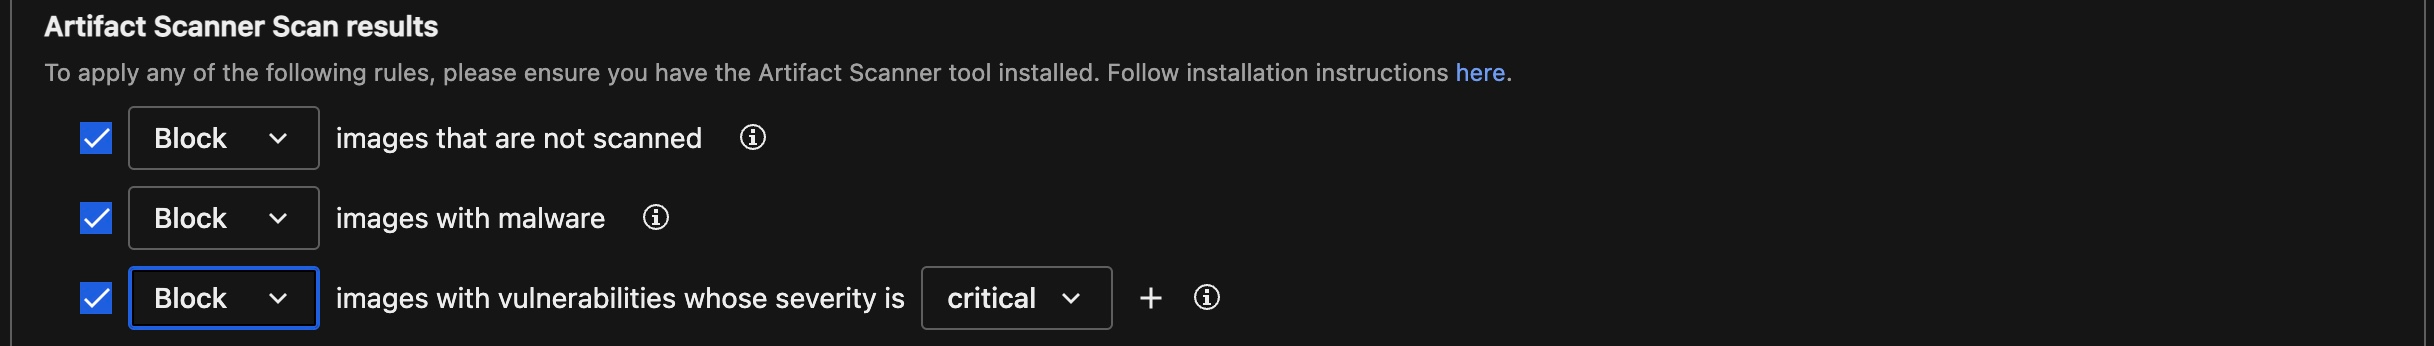 Artifact Scanner Scan results
To apply any of the following rules, please ensure you have the Artifact Scanner tool installed. Follow installation instructions here.
Block images that are not scanned
Block images with malware
Block images with vulnerabilities whose severity is critical +